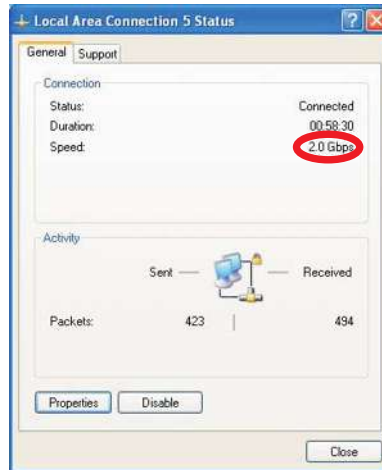 Local Area Connection 5 Status
General Support
Connection
Status: Connected
Duration: 00:58:30
Speed: 2.0 Gbps
Activity
Sent — — Received
Packets: 423 | 494
Properties Disable
Close